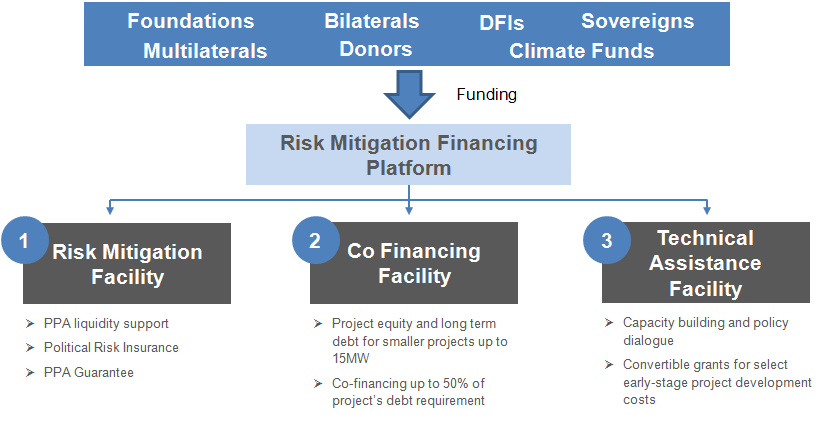 Foundations Bilaterals DFIs Sovereigns
Multilaterals Donors Climate Funds
Funding
Risk Mitigation Financing
Platform
1
Risk Mitigation
Facility
➢ PPA liquidity support
➢ Political Risk Insurance
➢ PPA Guarantee
2
Co Financing
Facility
➢ Project equity and long term
debt for smaller projects up to
15MW
➢ Co-financing up to 50% of
project's debt requirement
3
Technical
Assistance
Facility
➢ Capacity building and policy
dialogue
➢ Convertible grants for select
early-stage project development
costs